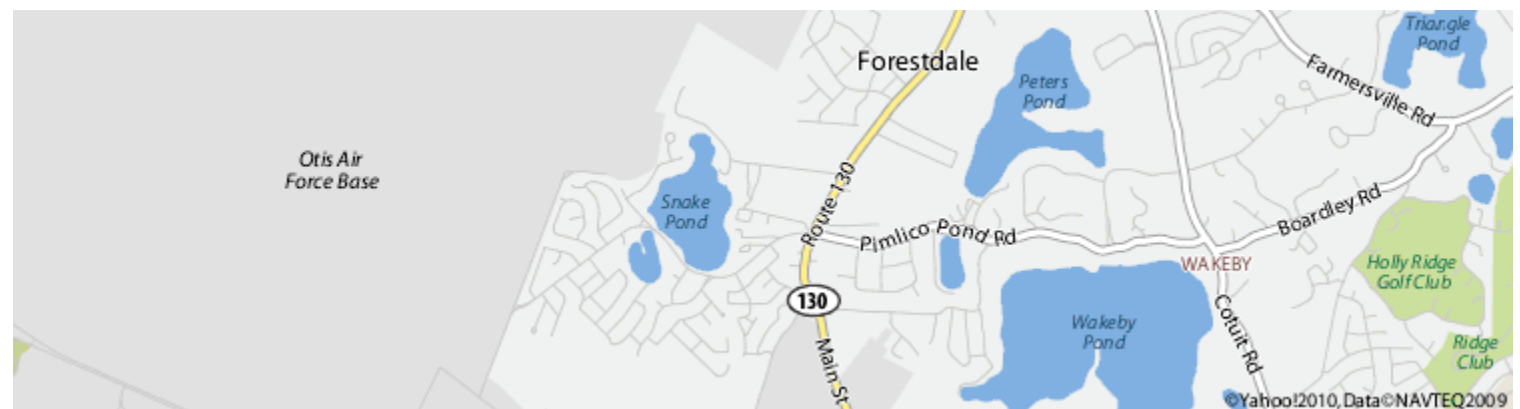 Triangle
Pond
Forestdale
Farmersville Rd
Peters
Pond
Otis Air
Force Base
Route 130
Snake
Pond
Boardley Rd
Pimlico Pond Rd
WAKEBY
Holly Ridge
Golf Club
130
Cotuit Rd
Wakeby
Pond
Main St
Ridge
Club
©Yahoo!2010, Data©NAVTEQ2009